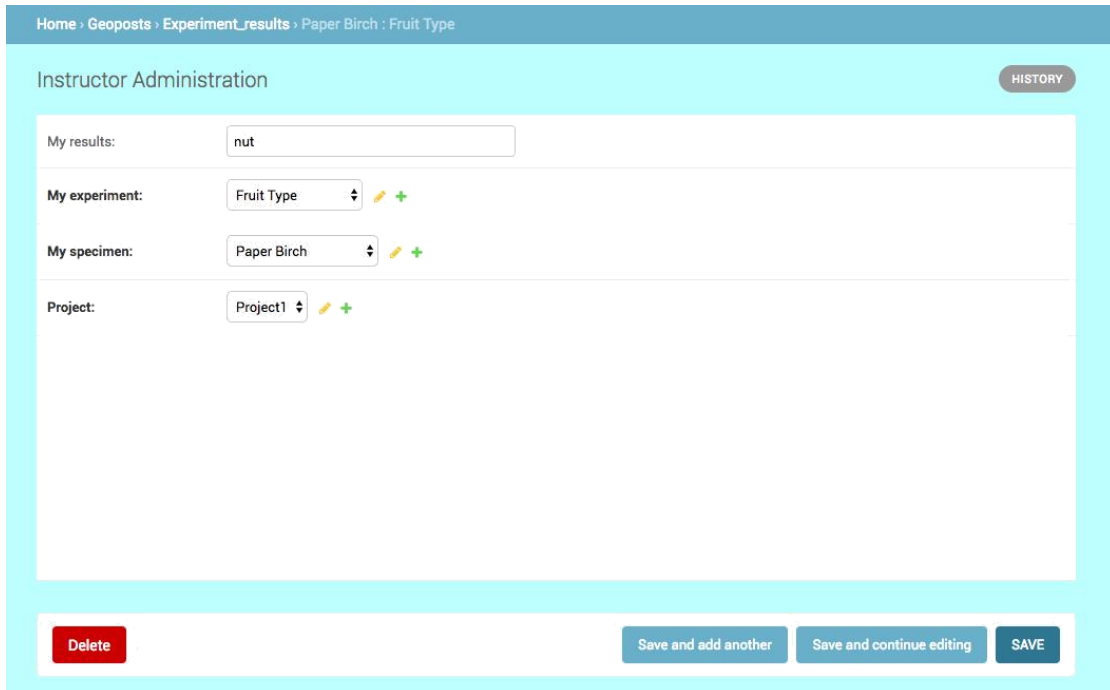 Home › Geoposts › Experiment_results › Paper Birch : Fruit Type
Instructor Administration
HISTORY
My results: nut
My experiment: Fruit Type
My specimen: Paper Birch
Project: Project1
Delete Save and add another Save and continue editing SAVE